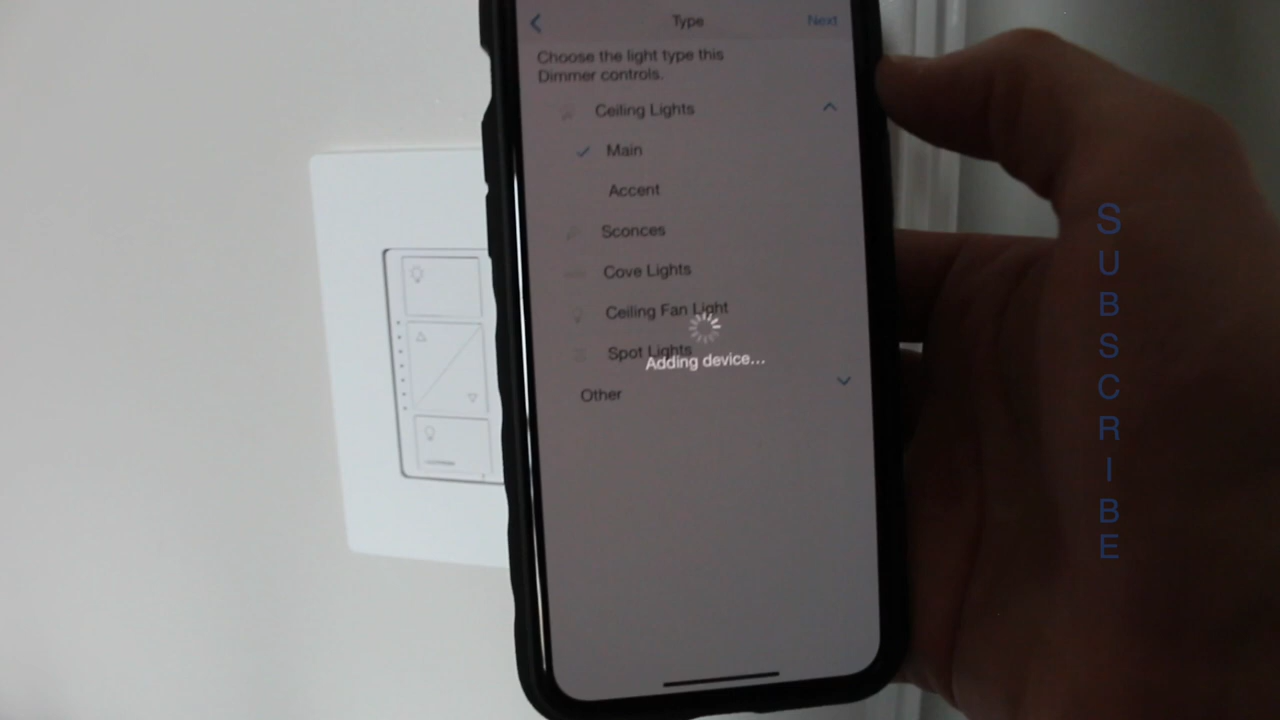 Type
Next
Choose the light type this
Dimmer controls.
Ceiling Lights
Main
Accent
Sconces
Cove Lights
Ceiling Fan Light
Spot Lights
Adding device...
Other
SUBSCRIBE